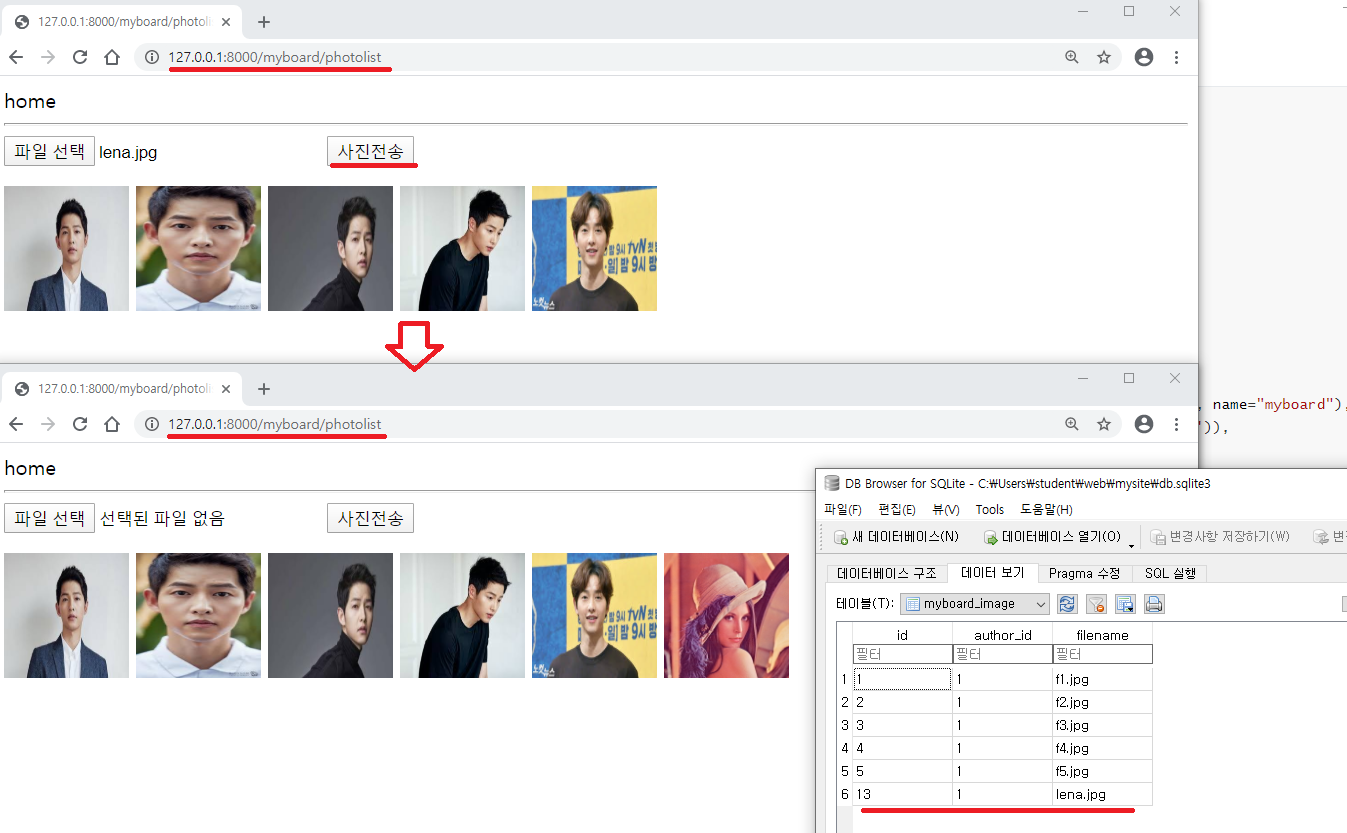 127.0.0.1:8000/myboard/photoli
127.0.0.1:8000/myboard/photolist
home
파일 선택 lena.jpg 사진전송
노컷뉴스
127.0.0.1:8000/myboard/photoli
127.0.0.1:8000/myboard/photolist
, name="myboard"),
")),
home
파일 선택 선택된 파일 없음 사진전송
노컷뉴스
DB Browser for SQLite - C:₩Users₩student₩web₩mysite₩db.sqlite3
파일(F) 편집(E) 뷰(V) Tools 도움말(H)
새 데이터베이스(N) 데이터베이스 열기(O) 변경사항 저장하기(W) 변
데이터베이스 구조 데이터 보기 Pragma 수정 SQL 실행
테이블(T): myboard_image
id author_id filename
필터 필터 필터
1 1 1 f1.jpg
2 2 1 f2.jpg
3 3 1 f3.jpg
4 4 1 f4.jpg
5 5 1 f5.jpg
6 13 1 lena.jpg